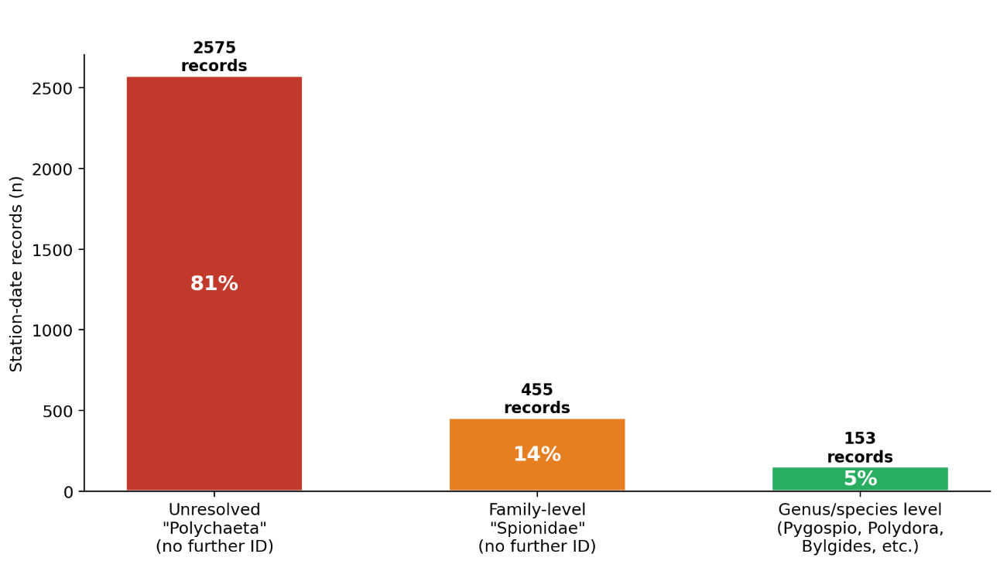 2575
records
2500
2000
1500
1000
500
0
Station-date records (n)
81%
455
records
14%
153
records
5%
Unresolved
"Polychaeta"
(no further ID)
Family-level
"Spionidae"
(no further ID)
Genus/species level
(Pygospio, Polydora,
Bylgides, etc.)